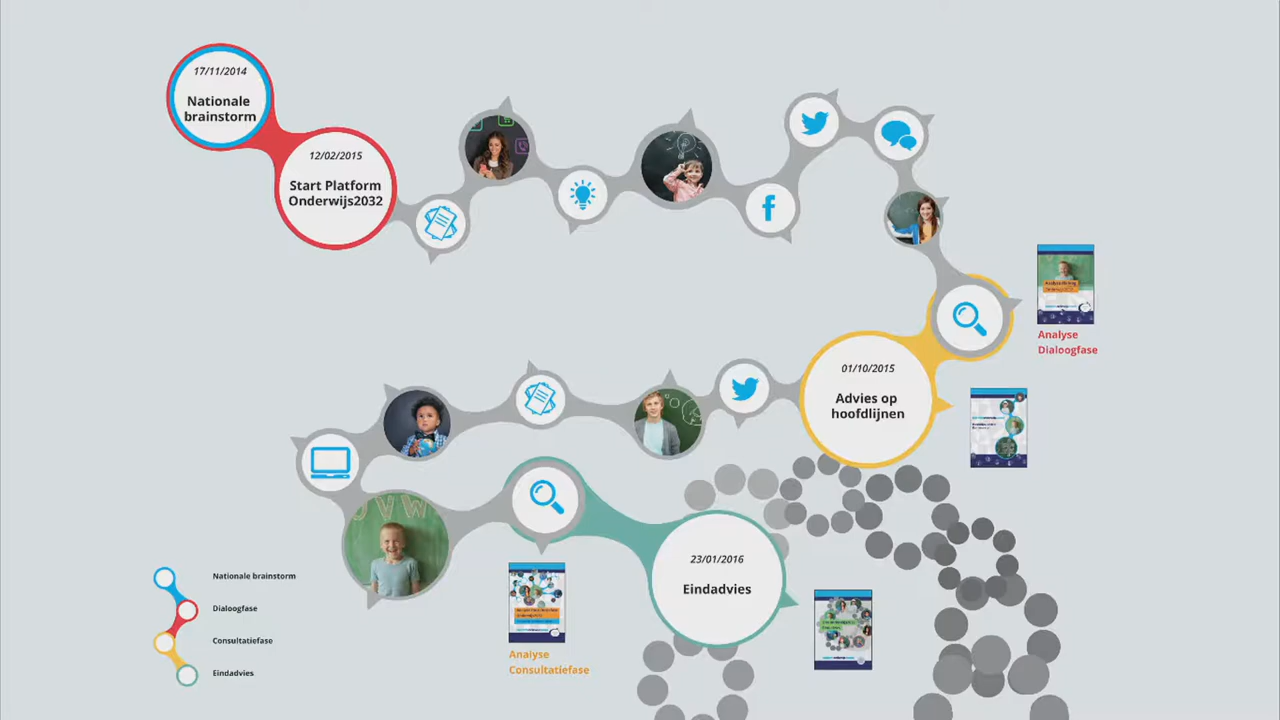 17/11/2014
Nationale
brainstorm
12/02/2015
Start Platform
Onderwijs2032
Analyse
Dialoogfase
01/10/2015
Advies op
hoofdlijnen
23/01/2016
Eindadvies
Nationale brainstorm
Dialoogfase
Consultatiefase
Eindadvies
Analyse
Consultatiefase